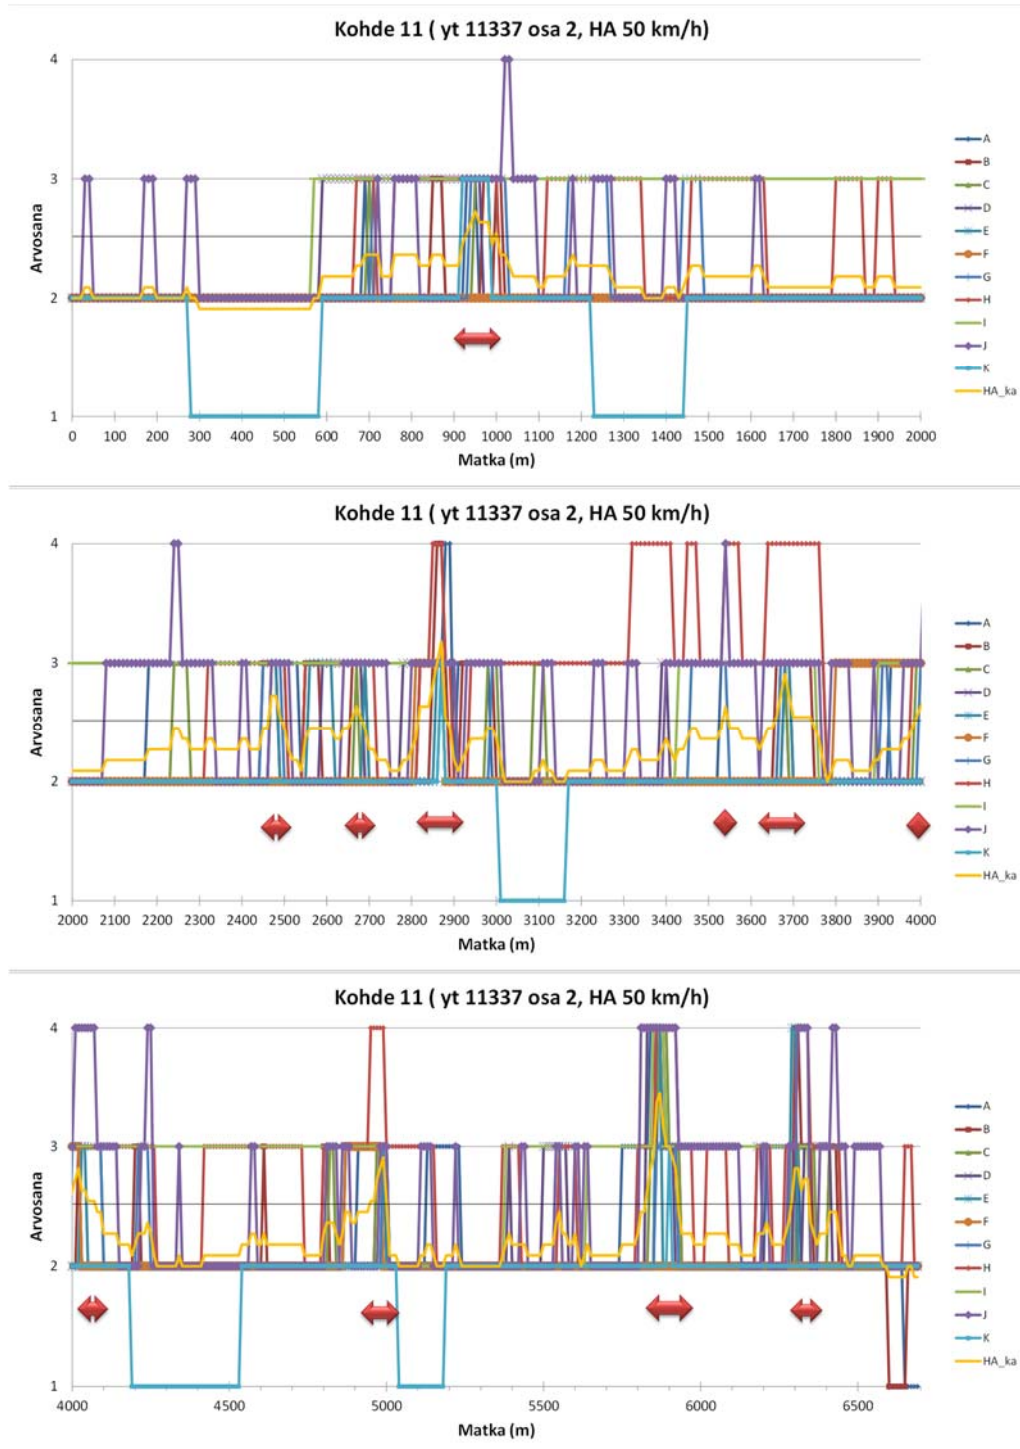 Kohde 11 ( yt 11337 osa 2, HA 50 km/h)
Arvosana
4
3
2
1
0 100 200 300 400 500 600 700 800 900 1000 1100 1200 1300 1400 1500 1600 1700 1800 1900 2000
Matka (m)
A
B
C
D
E
F
G
H
I
J
K
HA_ka
Kohde 11 ( yt 11337 osa 2, HA 50 km/h)
Arvosana
4
3
2
1
2000 2100 2200 2300 2400 2500 2600 2700 2800 2900 3000 3100 3200 3300 3400 3500 3600 3700 3800 3900 4000
Matka (m)
A
B
C
D
E
F
G
H
I
J
K
HA_ka
Kohde 11 ( yt 11337 osa 2, HA 50 km/h)
Arvosana
4
3
2
1
4000 4500 5000 5500 6000 6500
Matka (m)
A
B
C
D
E
F
G
H
I
J
K
HA_ka